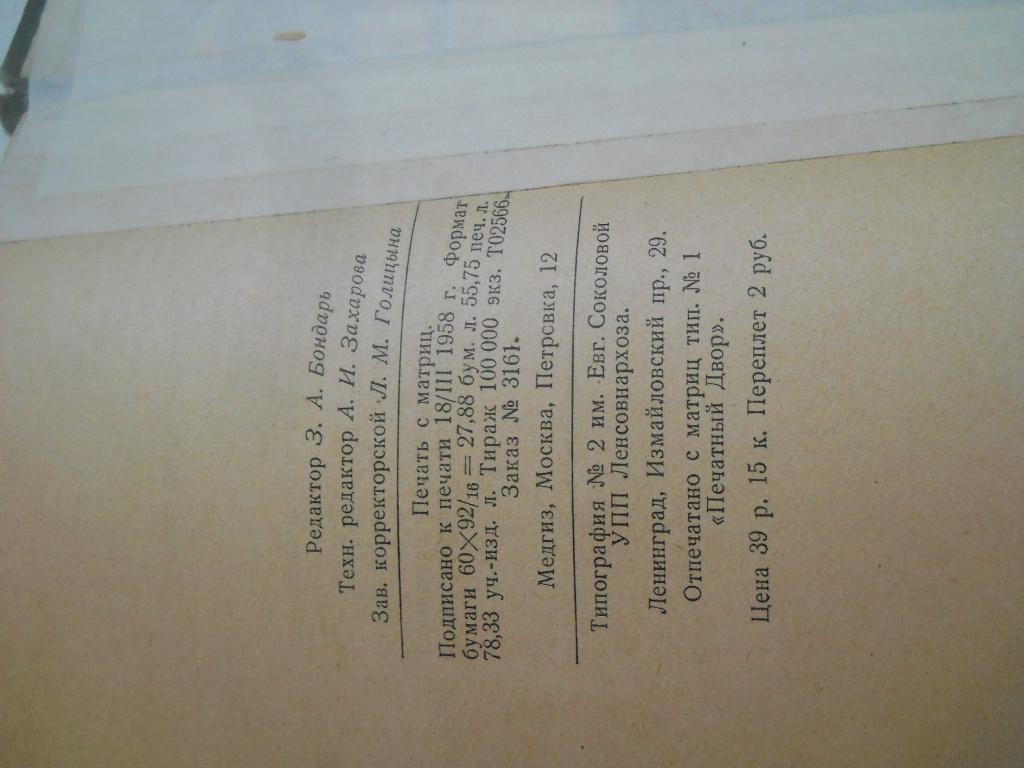 Редактор З. А. Бондарь
Техн. редактор А. И. Захарова
Зав. корректорской Л. М. Голицына
Печать с матриц.
Подписано к печати 18/III 1958 г. Формат
бумаги 60×92/16 = 27,88 бум. л. 55,75 печ. л.
78,33 уч.-изд. л. Тираж 100 000 экз. Т02566.
Заказ № 3161.
Медгиз, Москва, Петровка, 12
Типография № 2 им. Евг. Соколовой
УПП Ленсовнархоза.
Ленинград, Измайловский пр., 29.
Отпечатано с матриц тип. № 1
«Печатный Двор».
Цена 39 р. 15 к. Переплет 2 руб.